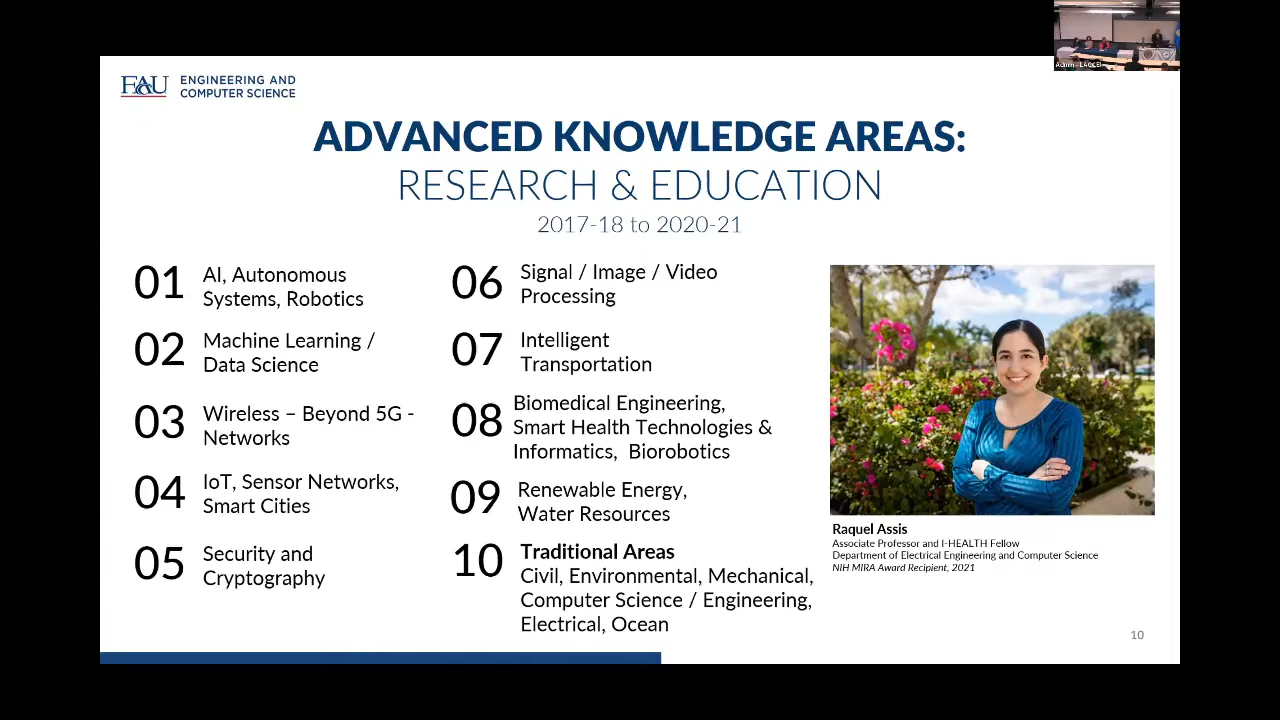 FAU
ENGINEERING AND
COMPUTER SCIENCE
ADVANCED KNOWLEDGE AREAS:
RESEARCH & EDUCATION
2017-18 to 2020-21
01
AI, Autonomous
Systems, Robotics
02
Machine Learning /
Data Science
03
Wireless – Beyond 5G -
Networks
04
IoT, Sensor Networks,
Smart Cities
05
Security and
Cryptography
06
Signal / Image / Video
Processing
07
Intelligent
Transportation
08
Biomedical Engineering,
Smart Health Technologies &
Informatics, Biorobotics
09
Renewable Energy,
Water Resources
10
Traditional Areas
Civil, Environmental, Mechanical,
Computer Science / Engineering,
Electrical, Ocean
Raquel Assis
Associate Professor and I-HEALTH Fellow
Department of Electrical Engineering and Computer Science
NIH MIRA Award Recipient, 2021
10